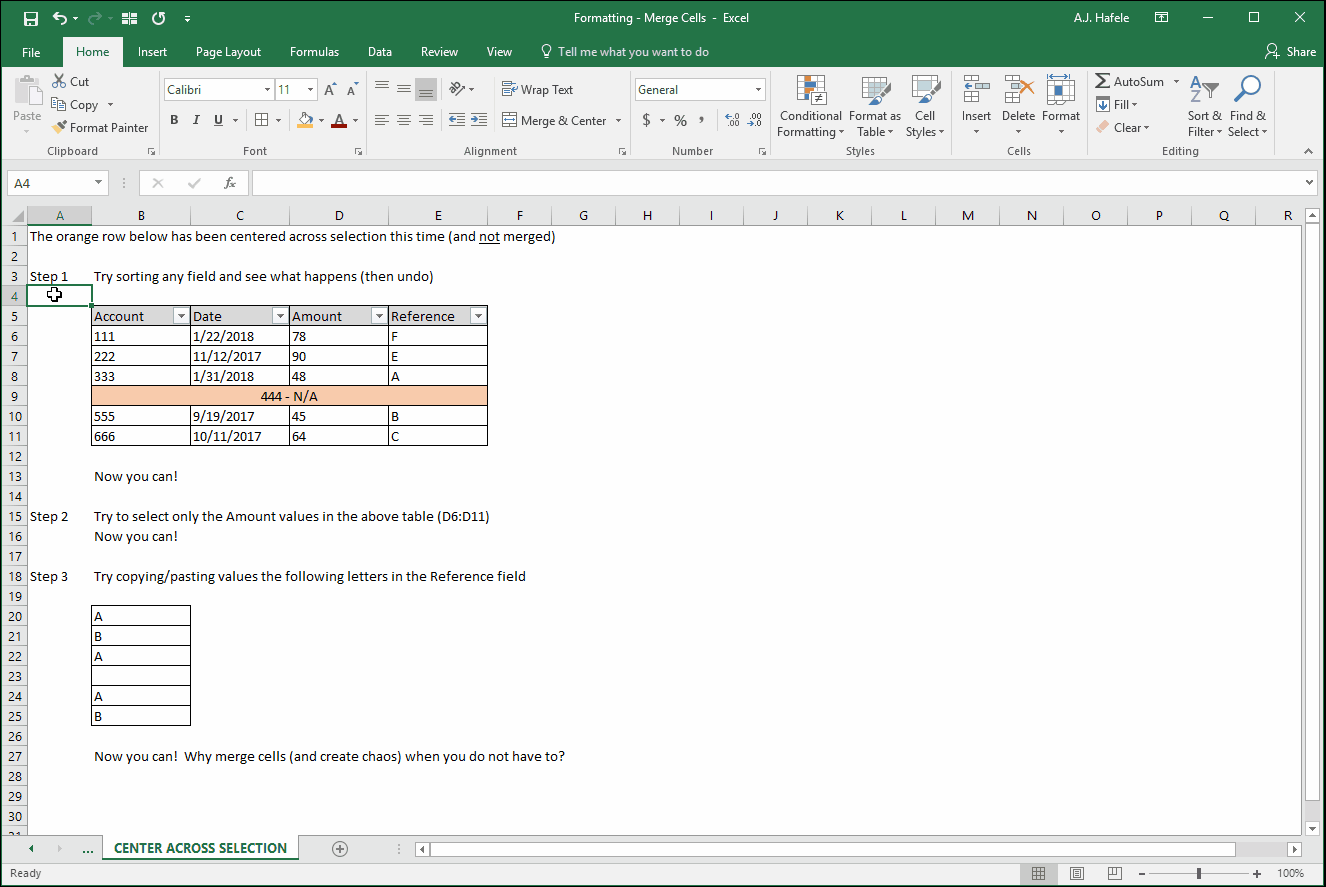 Formatting - Merge Cells - Excel
A.J. Hafele
File Home Insert Page Layout Formulas Data Review View Tell me what you want to do Share
Paste
Cut
Copy
Format Painter
Clipboard
Calibri 11
B I U A
Font
Wrap Text
Merge & Center
Alignment
General
$ % ,
Number
Conditional Formatting
Format as Table
Cell Styles
Styles
Insert Delete Format
Cells
AutoSum
Fill
Clear
Sort & Filter
Find & Select
Editing
A4 fx
A B C D E F G H I J K L M N O P Q R
1 The orange row below has been centered across selection this time (and not merged)
2
3 Step 1 Try sorting any field and see what happens (then undo)
4
5 Account Date Amount Reference
6 111 1/22/2018 78 F
7 222 11/12/2017 90 E
8 333 1/31/2018 48 A
9 444 - N/A
10 555 9/19/2017 45 B
11 666 10/11/2017 64 C
12
13 Now you can!
14
15 Step 2 Try to select only the Amount values in the above table (D6:D11)
16 Now you can!
17
18 Step 3 Try copying/pasting values the following letters in the Reference field
19
20 A
21 B
22 A
23
24 A
25 B
26
27 Now you can!  Why merge cells (and create chaos) when you do not have to?
28
29
30
... CENTER ACROSS SELECTION
Ready 100%